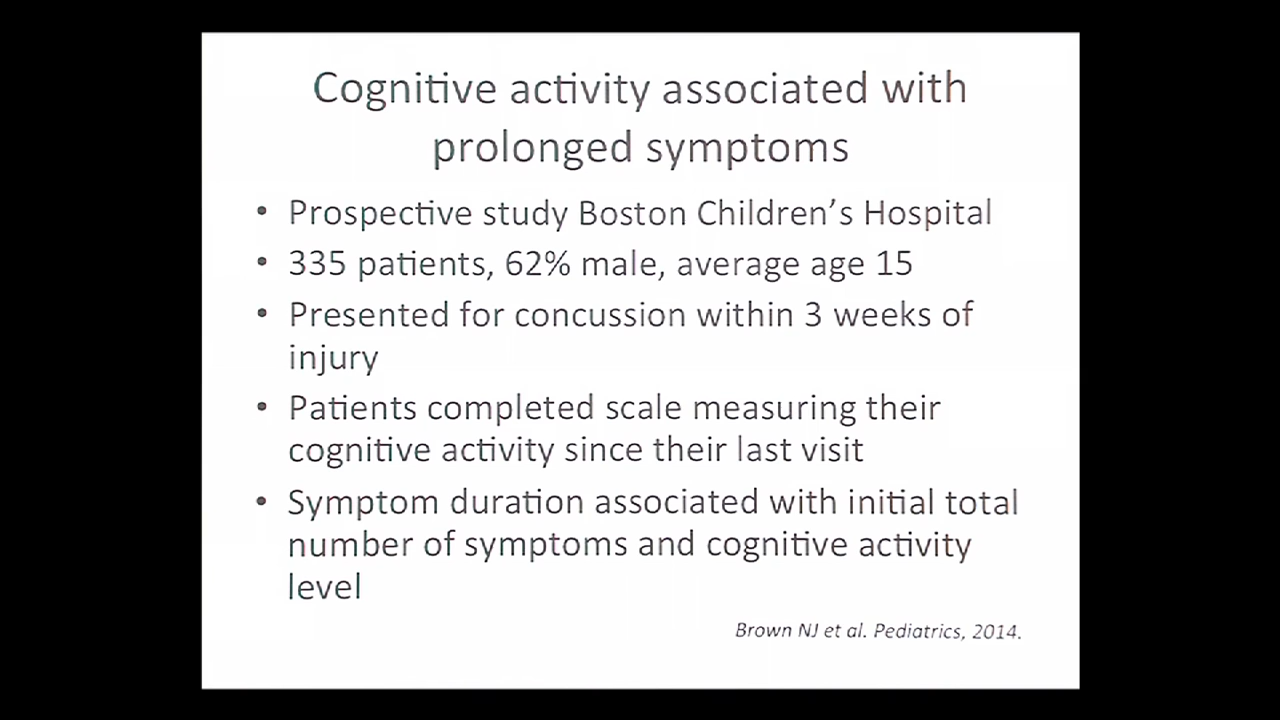 Cognitive activity associated with
prolonged symptoms
• Prospective study Boston Children's Hospital
• 335 patients, 62% male, average age 15
• Presented for concussion within 3 weeks of
injury
• Patients completed scale measuring their
cognitive activity since their last visit
• Symptom duration associated with initial total
number of symptoms and cognitive activity
level
Brown NJ et al. Pediatrics, 2014.